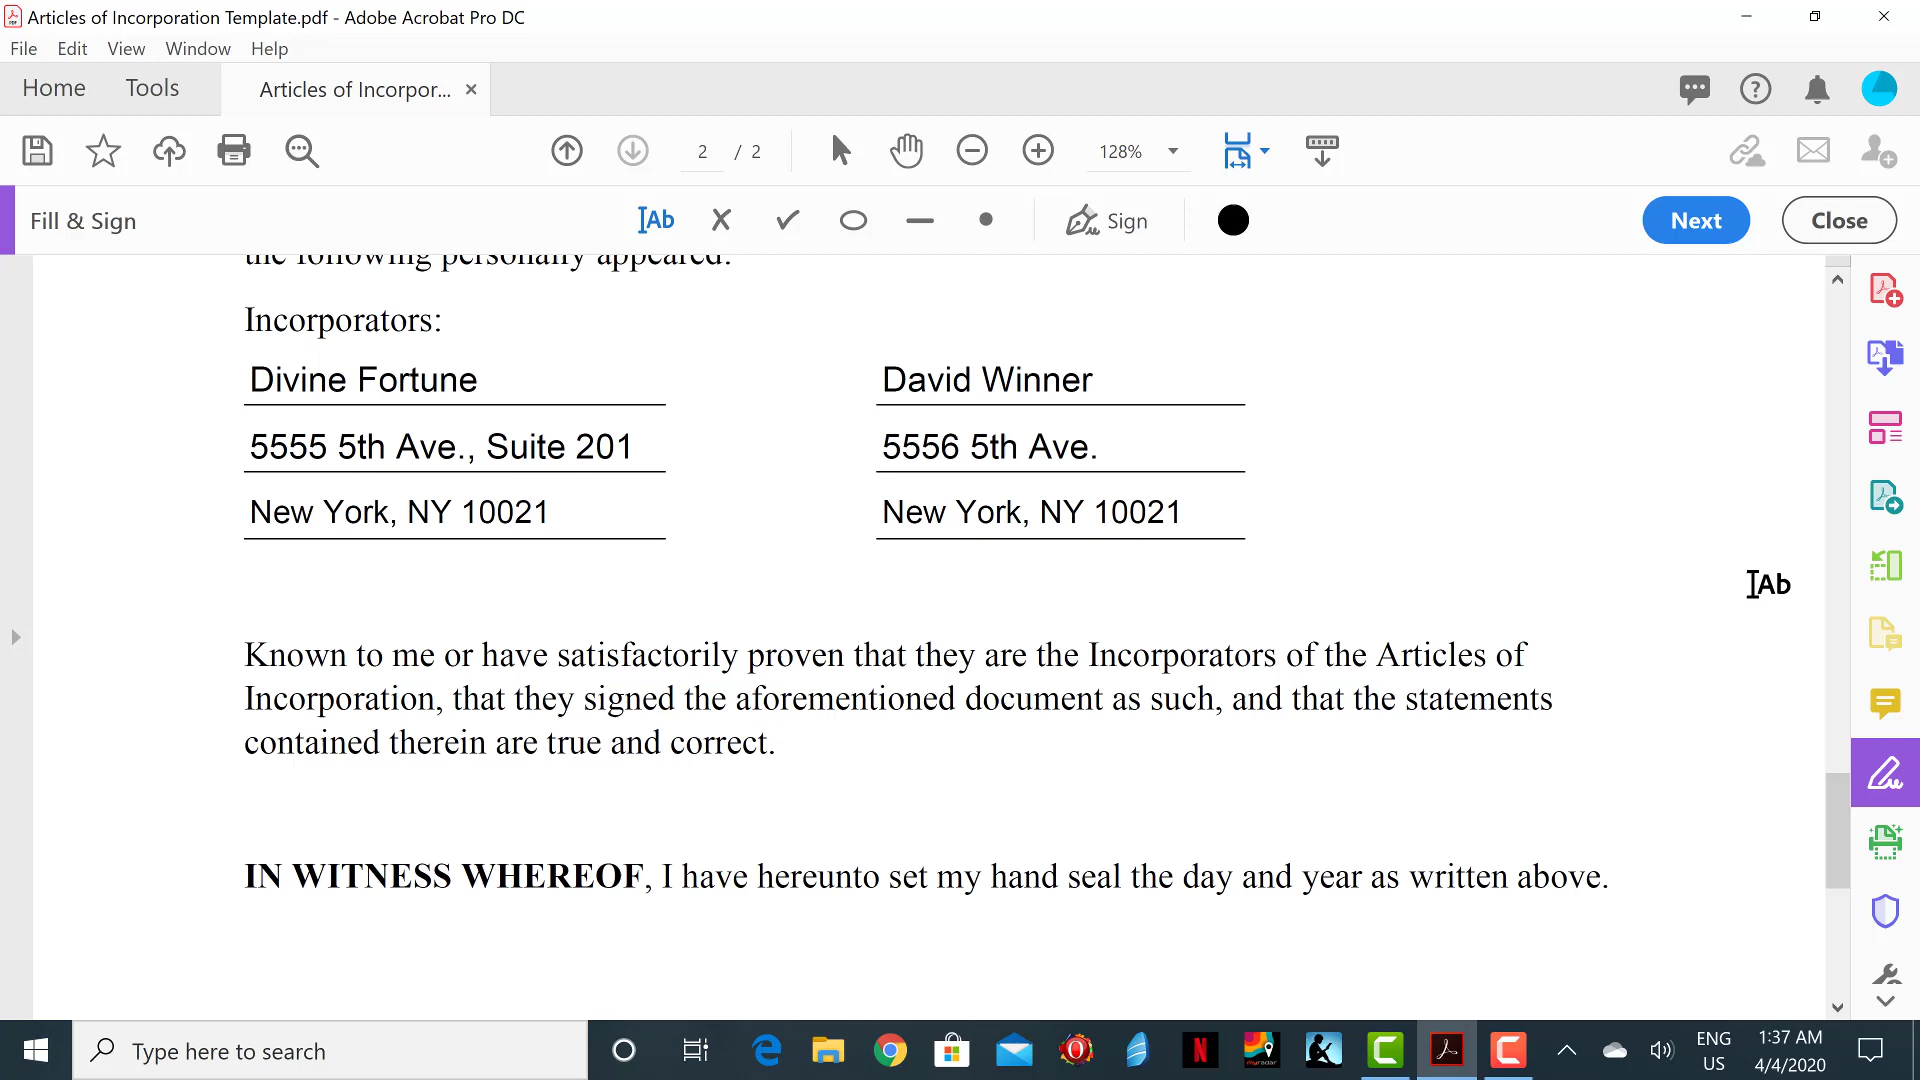 Articles of Incorporation Template.pdf - Adobe Acrobat Pro DC
File Edit View Window Help
Home Tools Articles of Incorpor... ×
2 / 2 128%
Fill & Sign Ab Sign Next Close
the following personally appeared:
Incorporators:
Divine Fortune David Winner
5555 5th Ave., Suite 201 5556 5th Ave.
New York, NY 10021 New York, NY 10021
Ab
Known to me or have satisfactorily proven that they are the Incorporators of the Articles of
Incorporation, that they signed the aforementioned document as such, and that the statements
contained therein are true and correct.
IN WITNESS WHEREOF, I have hereunto set my hand seal the day and year as written above.
Type here to search
myradar
ENG
US
1:37 AM
4/4/2020